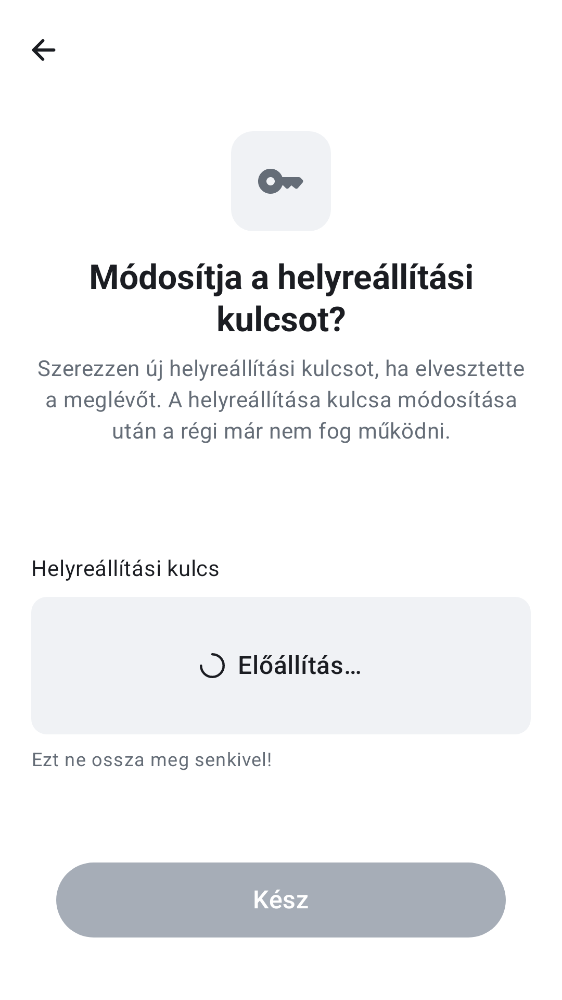 Módosítja a helyreállítási
kulcsot?
Szerezzen új helyreállítási kulcsot, ha elvesztette
a meglévőt. A helyreállítása kulcsa módosítása
után a régi már nem fog működni.
Helyreállítási kulcs
Előállítás…
Ezt ne ossza meg senkivel!
Kész